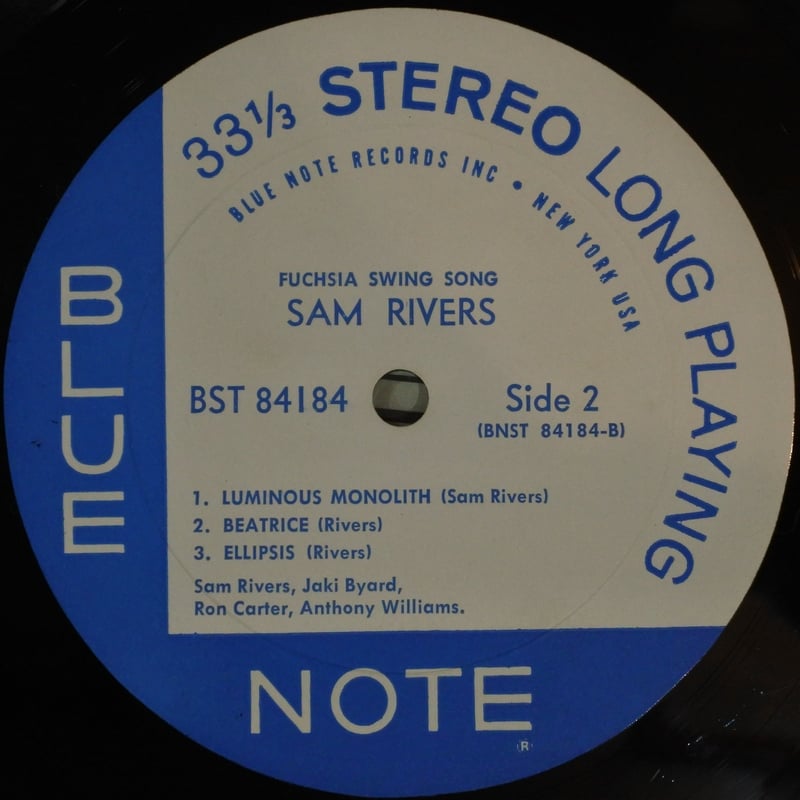 33⅓ STEREO LONG PLAYING
BLUE NOTE RECORDS INC • NEW YORK USA
FUCHSIA SWING SONG
SAM RIVERS
BST 84184
Side 2
(BNST 84184-B)
1. LUMINOUS MONOLITH (Sam Rivers)
2. BEATRICE (Rivers)
3. ELLIPSIS (Rivers)
Sam Rivers, Jaki Byard,
Ron Carter, Anthony Williams.
BLUE
NOTE
®